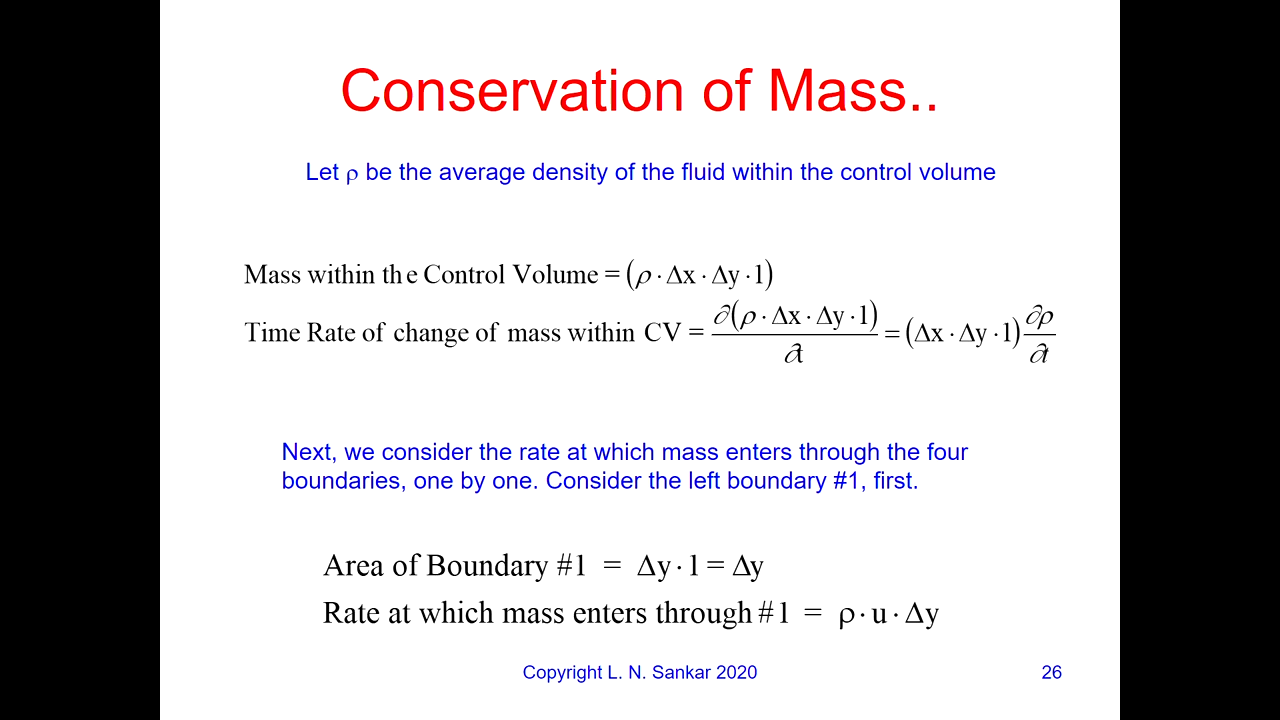 Conservation of Mass..
Let ρ be the average density of the fluid within the control volume
Mass within th e Control Volume = (ρ · Δx · Δy · 1)
Time Rate of change of mass within CV = ∂(ρ · Δx · Δy · 1)/∂t = (Δx · Δy · 1) ∂ρ/∂t
Next, we consider the rate at which mass enters through the four
boundaries, one by one. Consider the left boundary #1, first.
Area of Boundary #1 = Δy · 1 = Δy
Rate at which mass enters through #1 = ρ · u · Δy
Copyright L. N. Sankar 2020
26